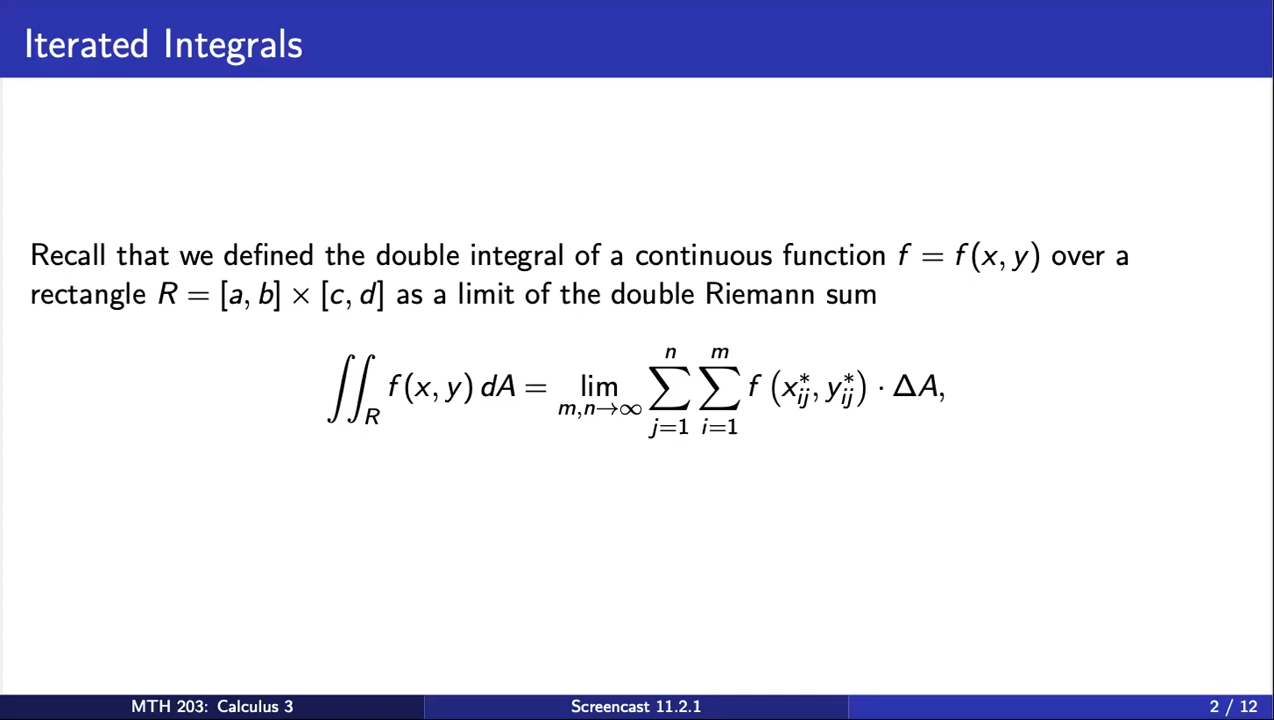 Iterated Integrals
Recall that we defined the double integral of a continuous function f = f(x, y) over a
rectangle R = [a, b] × [c, d] as a limit of the double Riemann sum
∬_R f(x, y) dA = lim_{m,n→∞} ∑_{j=1}^{n} ∑_{i=1}^{m} f (x*_{ij}, y*_{ij}) · ΔA,
MTH 203: Calculus 3 Screencast 11.2.1 2 / 12